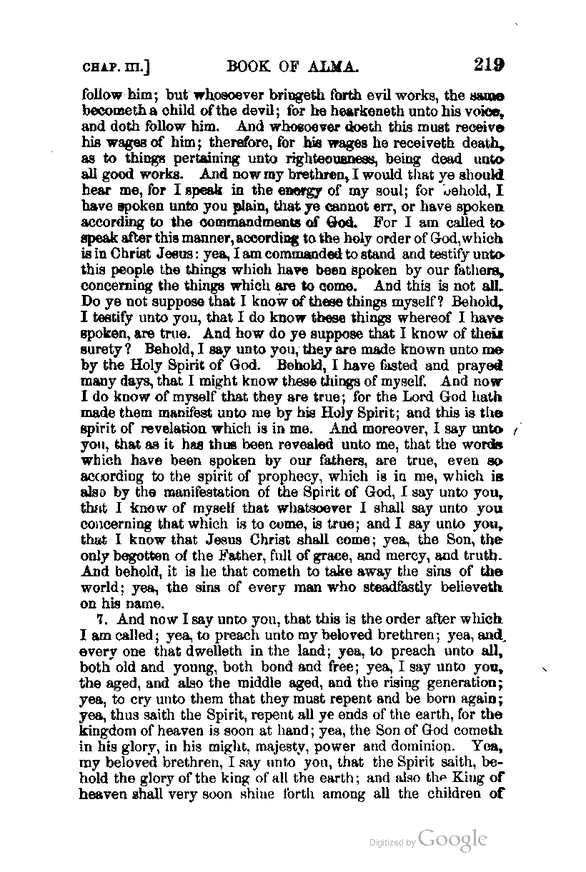 CHAP. III.] BOOK OF ALMA. 219
follow him; but whosoever bringeth forth evil works, the same
becometh a child of the devil; for he hearkeneth unto his voice,
and doth follow him. And whosoever doeth this must receive
his wages of him; therefore, for his wages he receiveth death,
as to things pertaining unto righteousness, being dead unto
all good works. And now my brethren, I would that ye should
hear me, for I speak in the energy of my soul; for behold, I
have spoken unto you plain, that ye cannot err, or have spoken
according to the commandments of God. For I am called to
speak after this manner, according to the holy order of God, which
is in Christ Jesus: yea, I am commanded to stand and testify unto
this people the things which have been spoken by our fathers,
concerning the things which are to come. And this is not all.
Do ye not suppose that I know of these things myself? Behold,
I testify unto you, that I do know these things whereof I have
spoken, are true. And how do ye suppose that I know of their
surety? Behold, I say unto you, they are made known unto me
by the Holy Spirit of God. Behold, I have fasted and prayed
many days, that I might know these things of myself. And now
I do know of myself that they are true; for the Lord God hath
made them manifest unto me by his Holy Spirit; and this is the
spirit of revelation which is in me. And moreover, I say unto
you, that as it has thus been revealed unto me, that the words
which have been spoken by our fathers, are true, even so
according to the spirit of prophecy, which is in me, which is
also by the manifestation of the Spirit of God, I say unto you,
that I know of myself that whatsoever I shall say unto you
concerning that which is to come, is true; and I say unto you,
that I know that Jesus Christ shall come; yea, the Son, the
only begotten of the Father, full of grace, and mercy, and truth.
And behold, it is he that cometh to take away the sins of the
world; yea, the sins of every man who steadfastly believeth
on his name.
7. And now I say unto you, that this is the order after which
I am called; yea, to preach unto my beloved brethren; yea, and
every one that dwelleth in the land; yea, to preach unto all,
both old and young, both bond and free; yea, I say unto you,
the aged, and also the middle aged, and the rising generation;
yea, to cry unto them that they must repent and be born again;
yea, thus saith the Spirit, repent all ye ends of the earth, for the
kingdom of heaven is soon at hand; yea, the Son of God cometh
in his glory, in his might, majesty, power and dominion. Yea,
my beloved brethren, I say unto you, that the Spirit saith, be-
hold the glory of the king of all the earth; and also the King of
heaven shall very soon shine forth among all the children of
Digitized by Google